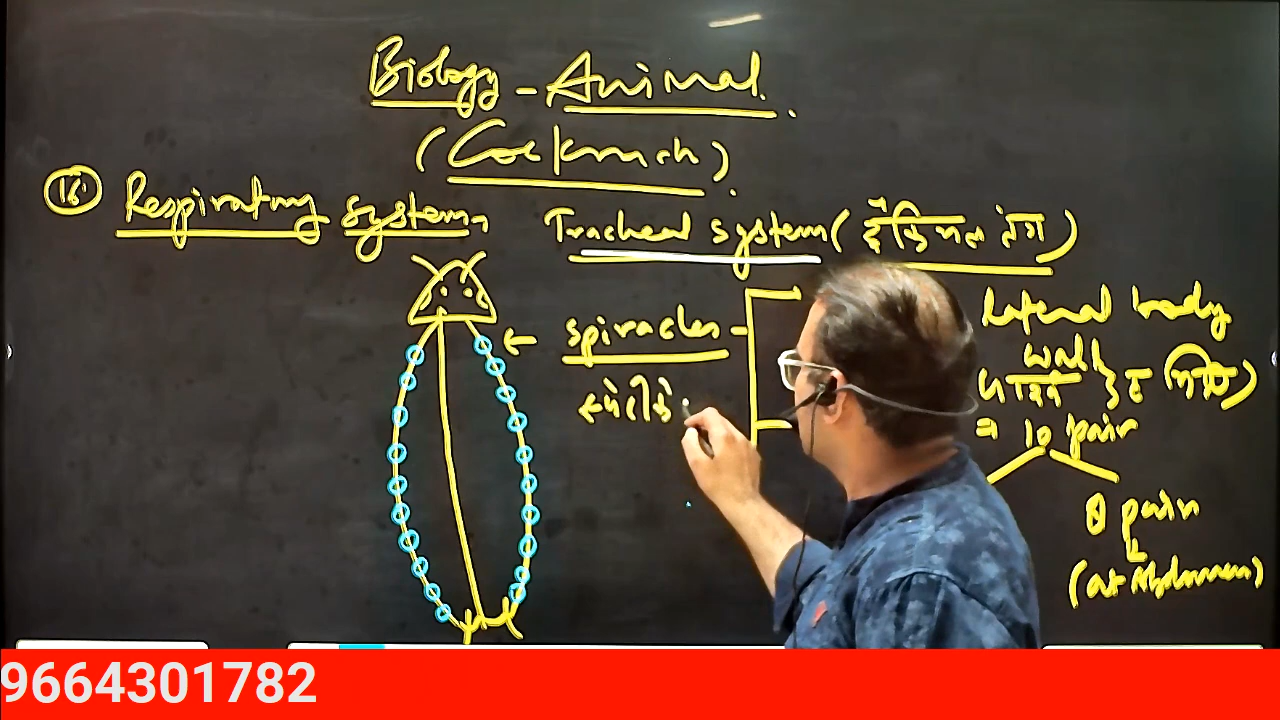 Biology - Animal.
(Cockroach).
16 Respiratory system, Tracheal system (ट्रेकियल तंत्र)
← spiracles
Lateral body
wall
पार्श्व
= 10 pair
8 pair
(at Abdomen)
9664301782